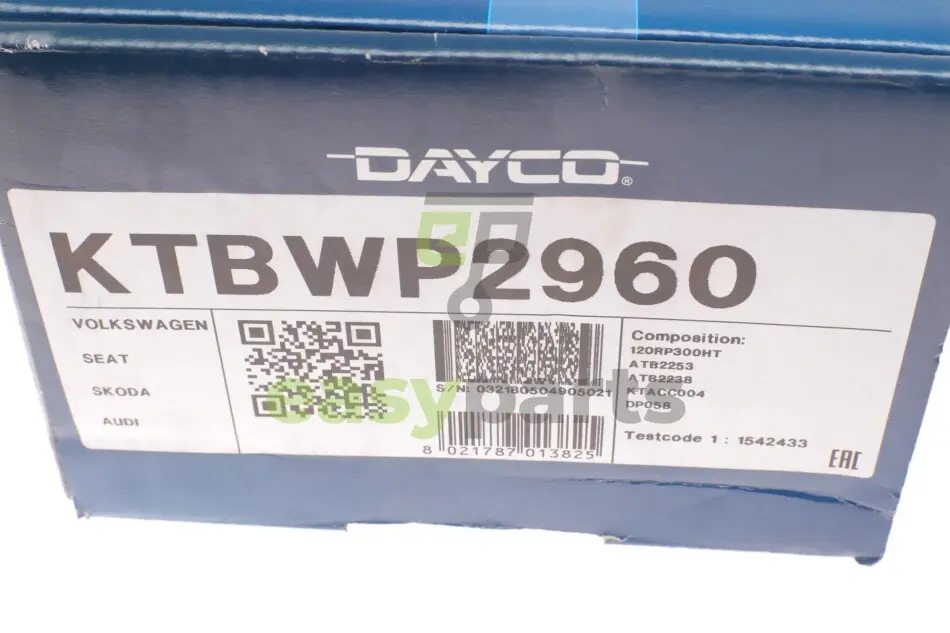 DAYCO®
KTBWP2960
VOLKSWAGEN
SEAT
SKODA
AUDI
S/N: 032180504905021
8 021787 013825
Composition:
120RP300HT
ATB2253
ATB2238
KTACC004
DP058
Testcode 1 : 1542433
EAC
easyparts